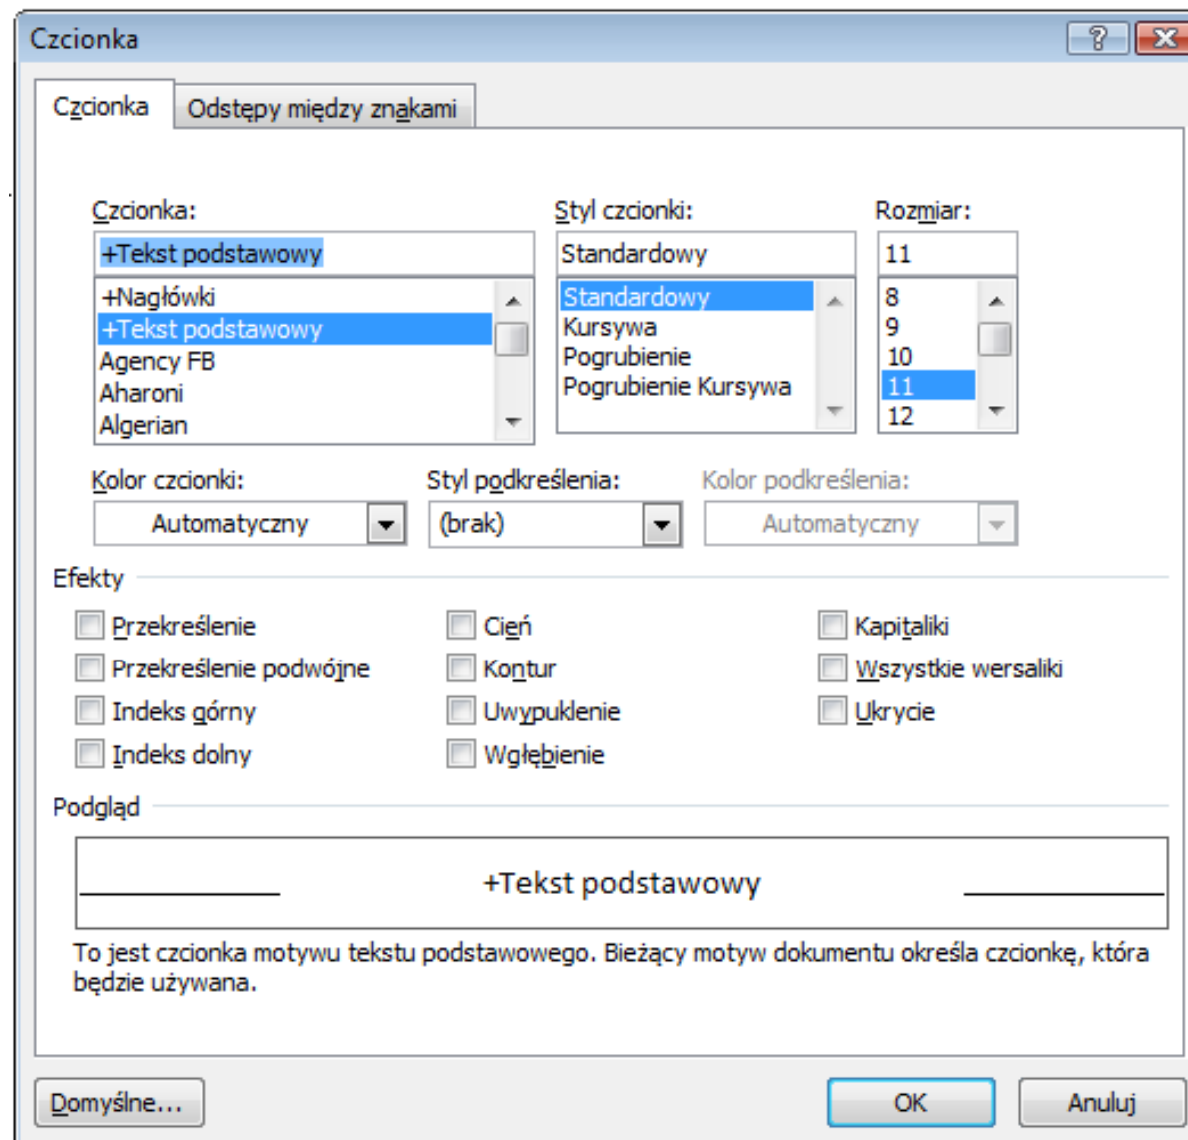 Czcionka
Czcionka
Odstępy między znakami
Czcionka:
Styl czcionki:
Rozmiar:
+Tekst podstawowy
Standardowy
11
+Nagłówki
+Tekst podstawowy
Agency FB
Aharoni
Algerian
Standardowy
Kursywa
Pogrubienie
Pogrubienie Kursywa
8
9
10
11
12
Kolor czcionki:
Styl podkreślenia:
Kolor podkreślenia:
Automatyczny
(brak)
Automatyczny
Efekty
Przekreślenie
Przekreślenie podwójne
Indeks górny
Indeks dolny
Cień
Kontur
Uwypuklenie
Wgłębienie
Kapitaliki
Wszystkie wersaliki
Ukrycie
Podgląd
+Tekst podstawowy
To jest czcionka motywu tekstu podstawowego. Bieżący motyw dokumentu określa czcionkę, która
będzie używana.
Domyślne...
OK
Anuluj